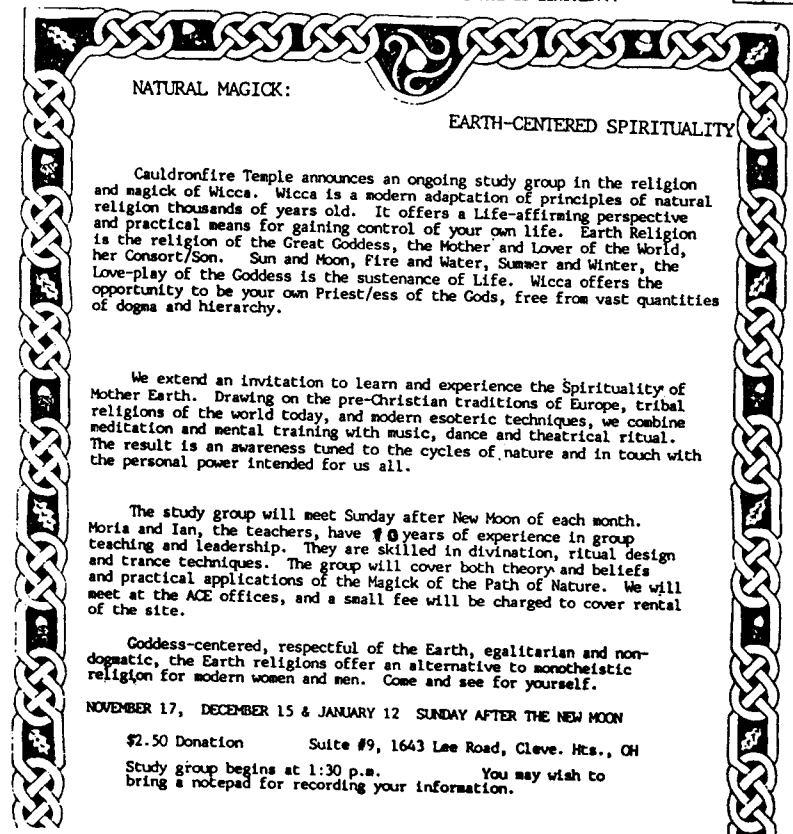 NATURAL MAGICK:
EARTH-CENTERED SPIRITUALITY
Cauldronfire Temple announces an ongoing study group in the religion
and magick of Wicca. Wicca is a modern adaptation of principles of natural
religion thousands of years old. It offers a Life-affirming perspective
and practical means for gaining control of your own life. Earth Religion
is the religion of the Great Goddess, the Mother and Lover of the World,
her Consort/Son. Sun and Moon, Fire and Water, Summer and Winter, the
Love-play of the Goddess is the sustenance of Life. Wicca offers the
opportunity to be your own Priest/ess of the Gods, free from vast quantities
of dogma and hierarchy.
We extend an invitation to learn and experience the Spirituality of
Mother Earth. Drawing on the pre-Christian traditions of Europe, tribal
religions of the world today, and modern esoteric techniques, we combine
meditation and mental training with music, dance and theatrical ritual.
The result is an awareness tuned to the cycles of nature and in touch with
the personal power intended for us all.
The study group will meet Sunday after New Moon of each month.
Moria and Ian, the teachers, have 10 years of experience in group
teaching and leadership. They are skilled in divination, ritual design
and trance techniques. The group will cover both theory and beliefs
and practical applications of the Magick of the Path of Nature. We will
meet at the ACE offices, and a small fee will be charged to cover rental
of the site.
Goddess-centered, respectful of the Earth, egalitarian and non-
dogmatic, the Earth religions offer an alternative to monotheistic
religion for modern women and men. Come and see for yourself.
NOVEMBER 17, DECEMBER 15 & JANUARY 12 SUNDAY AFTER THE NEW MOON
$2.50 Donation Suite #9, 1643 Lee Road, Cleve. Hts., OH
Study group begins at 1:30 p.m. You may wish to
bring a notepad for recording your information.